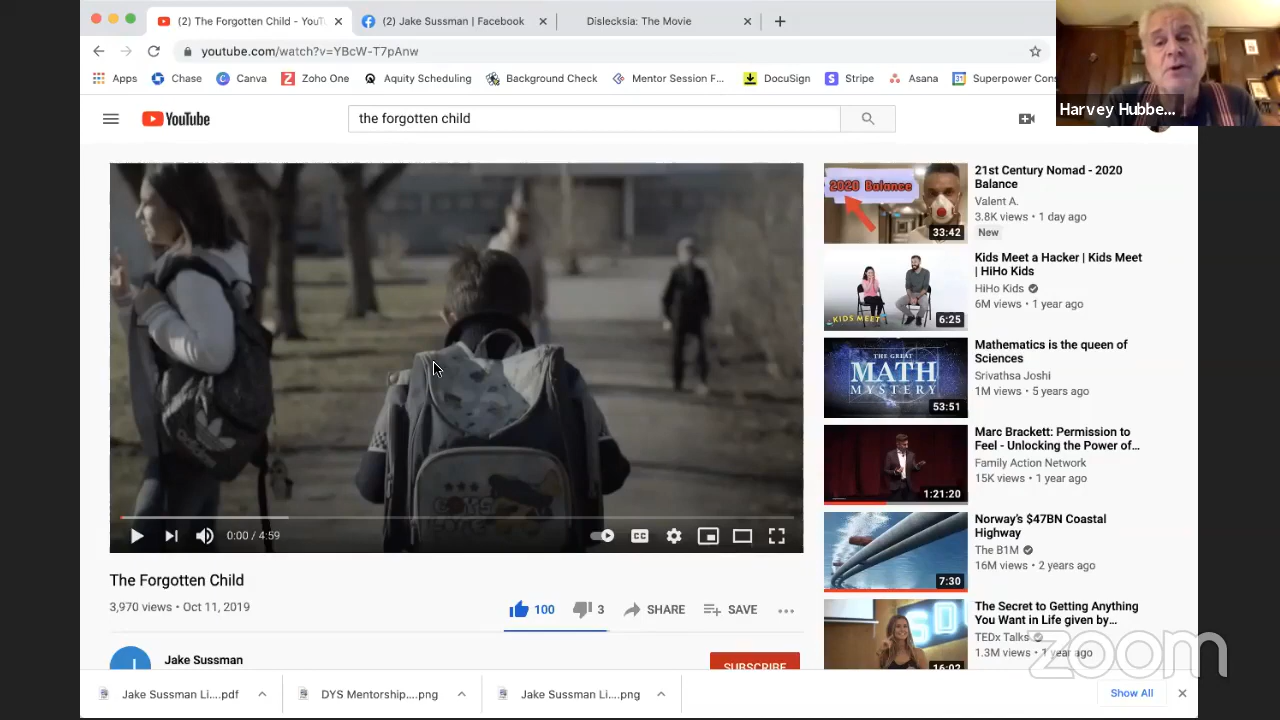 (2) The Forgotten Child - YouTu
(2) Jake Sussman | Facebook
Dislecksia: The Movie
youtube.com/watch?v=YBcW-T7pAnw
Apps
Chase
Canva
Zoho One
Aquity Scheduling
Background Check
Mentor Session F...
DocuSign
Stripe
Asana
Superpower Cons
Harvey Hubbe...
YouTube
the forgotten child
2020 Balance
33:42
21st Century Nomad - 2020
Balance
Valent A.
3.8K views • 1 day ago
New
KIDS MEET
6:25
Kids Meet a Hacker | Kids Meet
| HiHo Kids
HiHo Kids
6M views • 1 year ago
THE GREAT
MATH
MYSTERY
53:51
Mathematics is the queen of
Sciences
Srivathsa Joshi
1M views • 5 years ago
1:21:20
Marc Brackett: Permission to
Feel - Unlocking the Power of...
Family Action Network
15K views • 1 year ago
7:30
Norway's $47BN Coastal
Highway
The B1M
16M views • 2 years ago
16:02
The Secret to Getting Anything
You Want in Life given by...
TEDx Talks
1.3M views • 1 year ago
adidas
0:00 / 4:59
CC
The Forgotten Child
3,970 views • Oct 11, 2019
100
3
SHARE
SAVE
J
Jake Sussman
SUBSCRIBE
zoom
Jake Sussman Li....pdf
DYS Mentorship....png
Jake Sussman Li....png
Show All